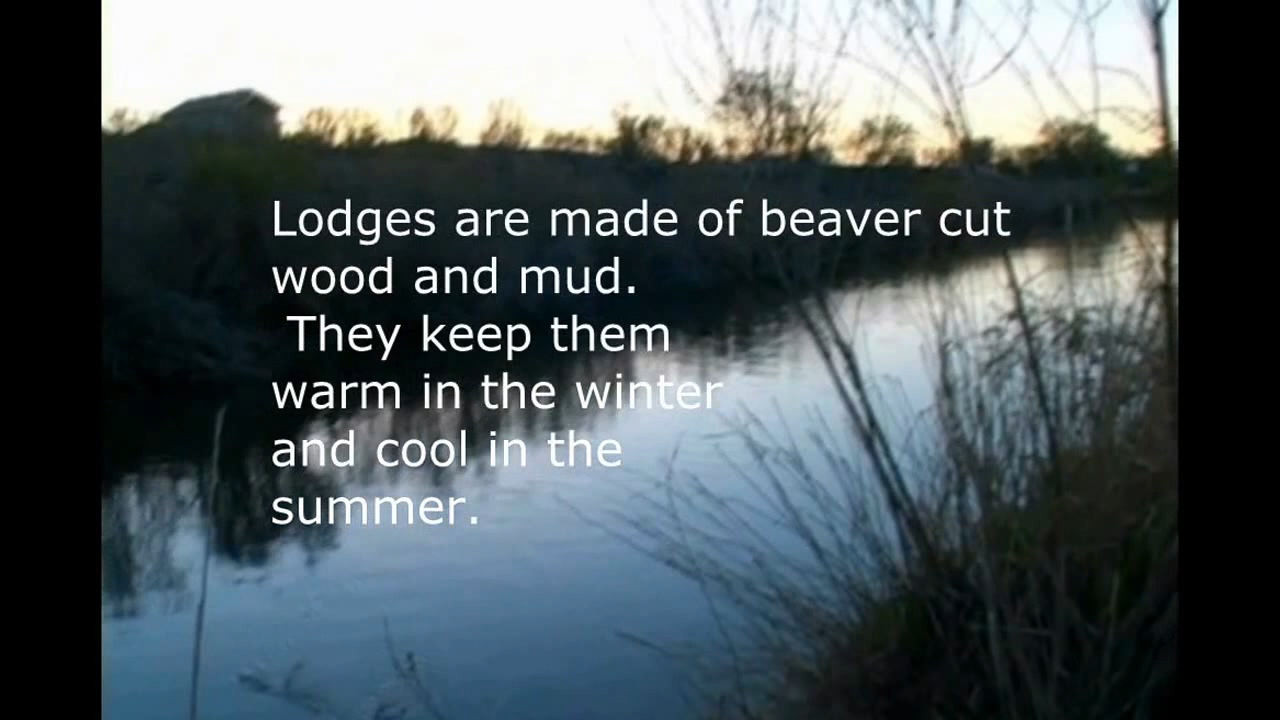 Lodges are made of beaver cut
wood and mud.
They keep them
warm in the winter
and cool in the
summer.